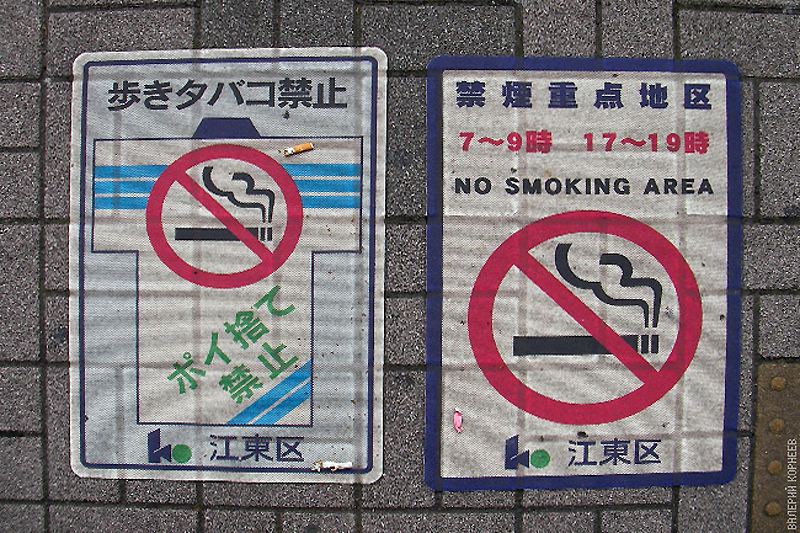 歩きタバコ禁止
ポイ捨て
禁止
江東区
禁煙重点地区
7〜9時 17〜19時
NO SMOKING AREA
江東区
ВАЛЕРИЙ КОРНЕЕВ